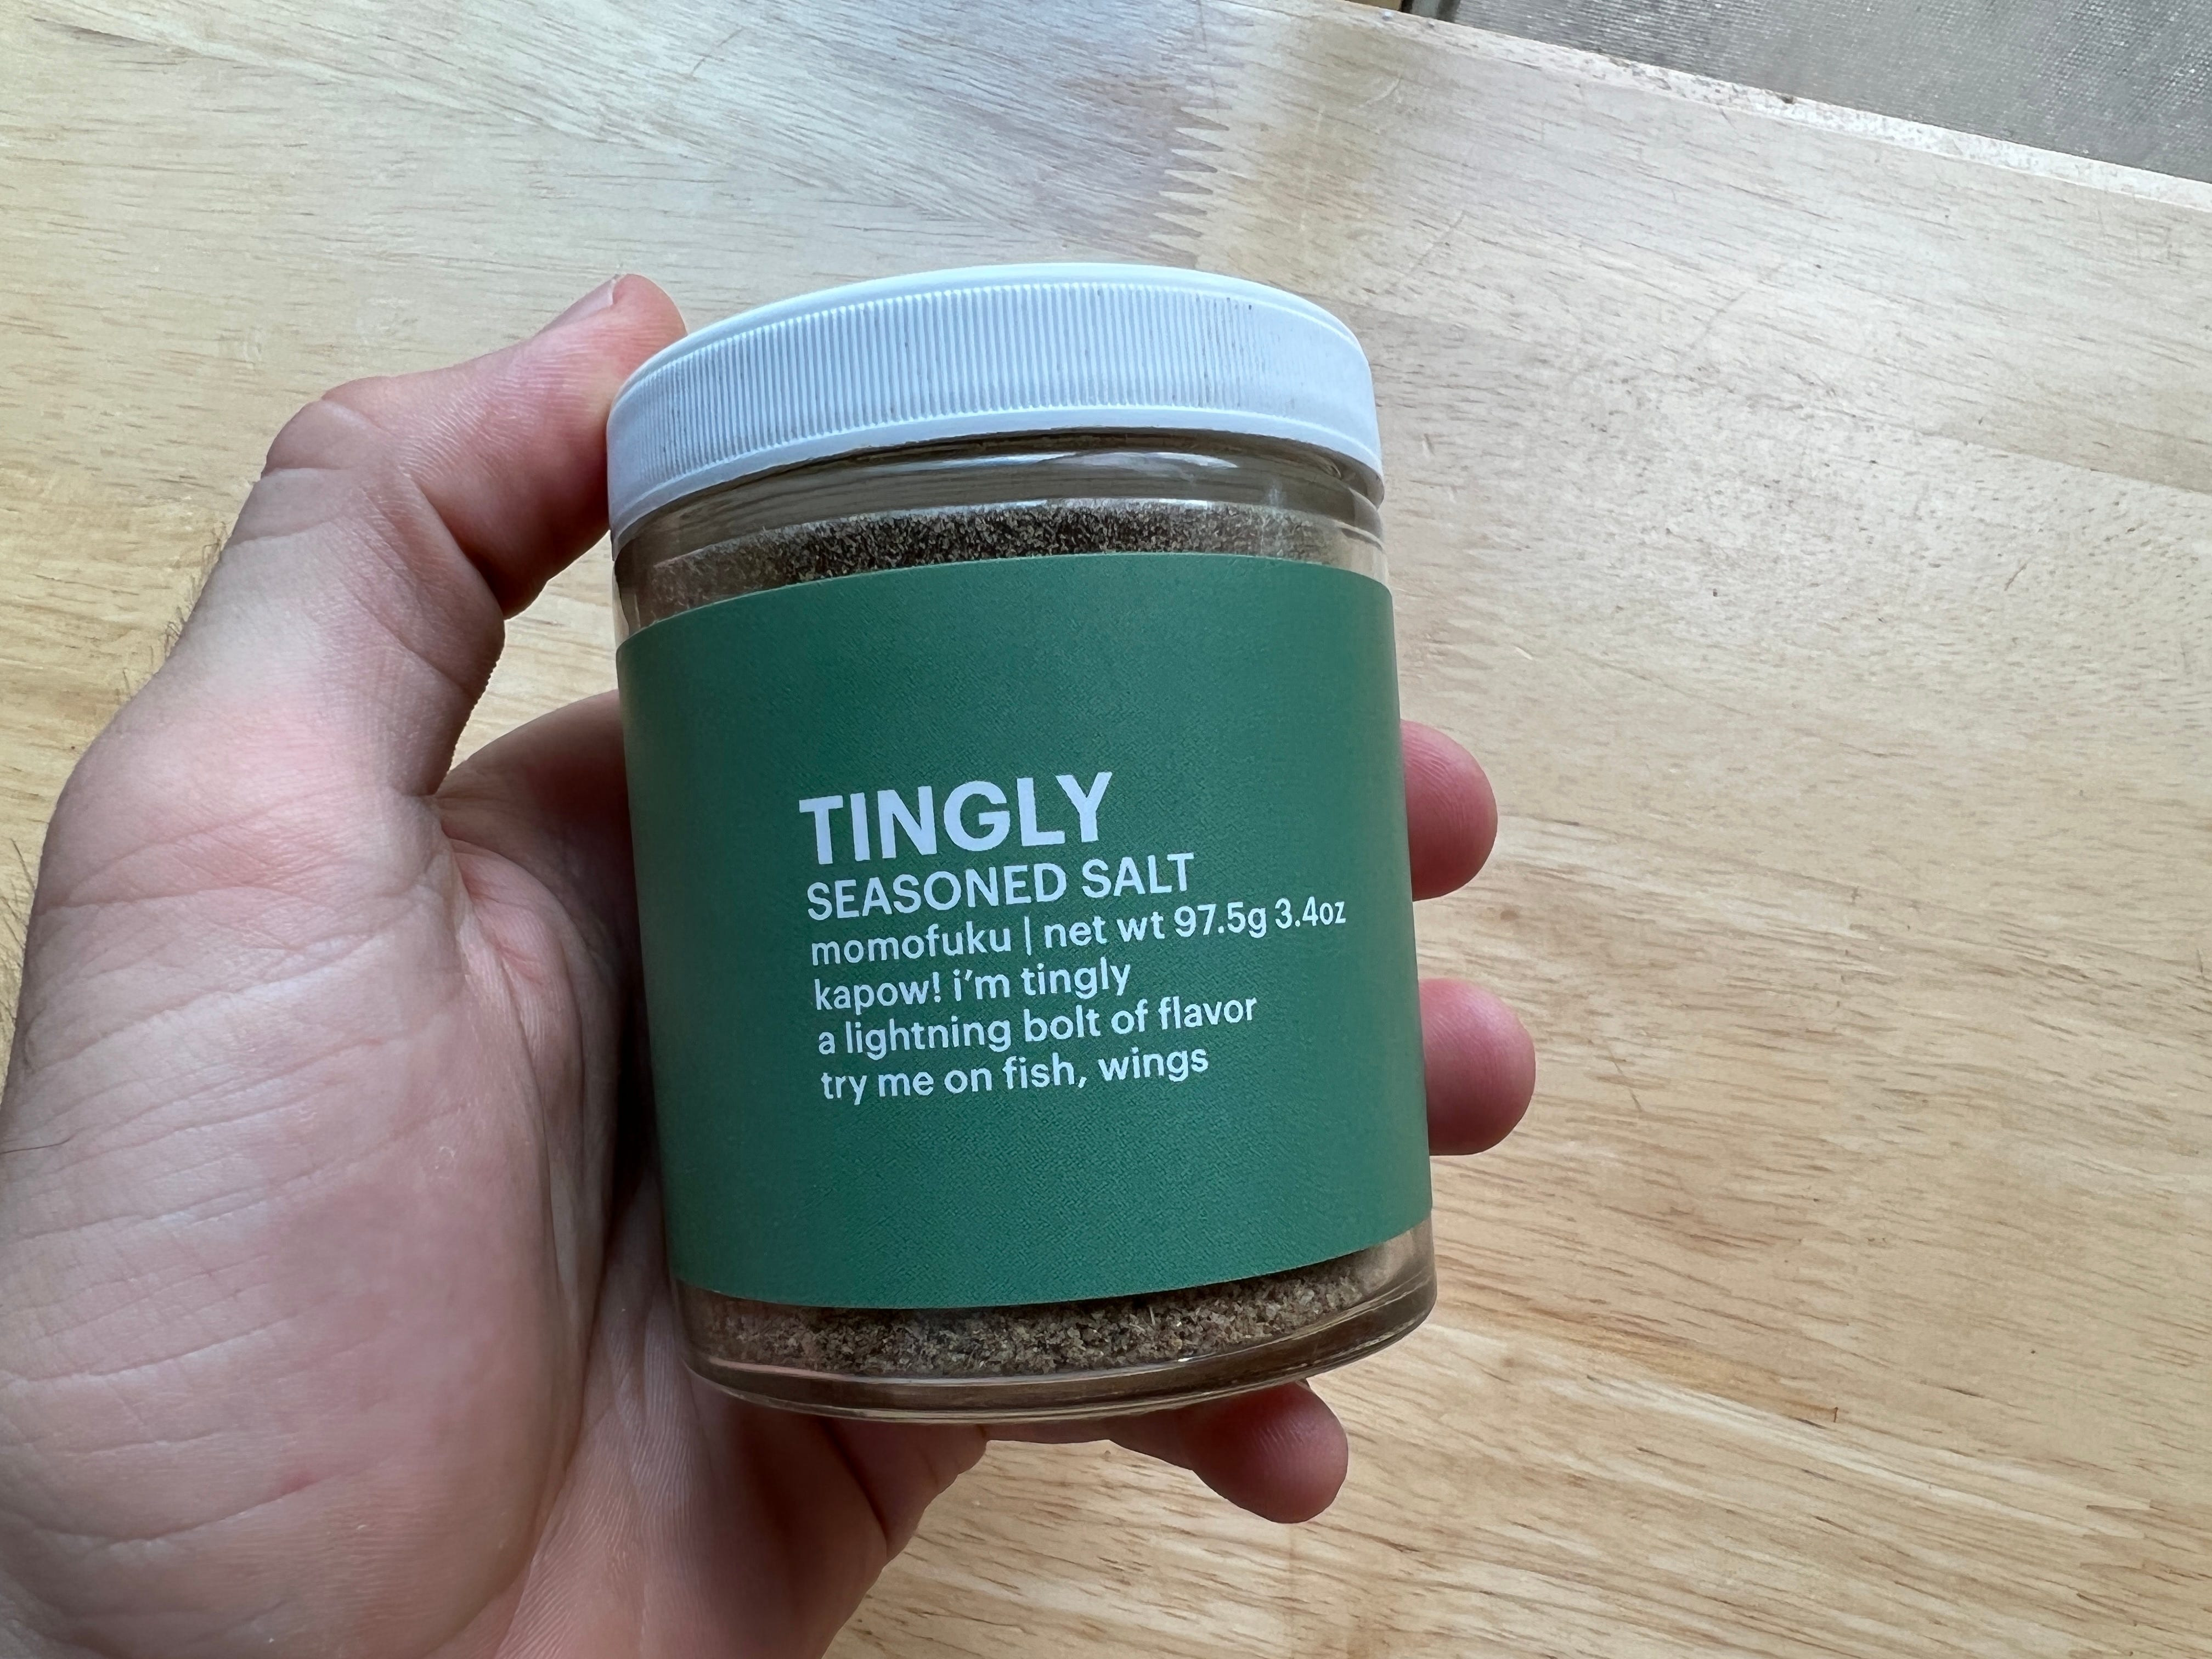 TINGLY
SEASONED SALT
momofuku | net wt 97.5g 3.4oz
kapow! i'm tingly
a lightning bolt of flavor
try me on fish, wings